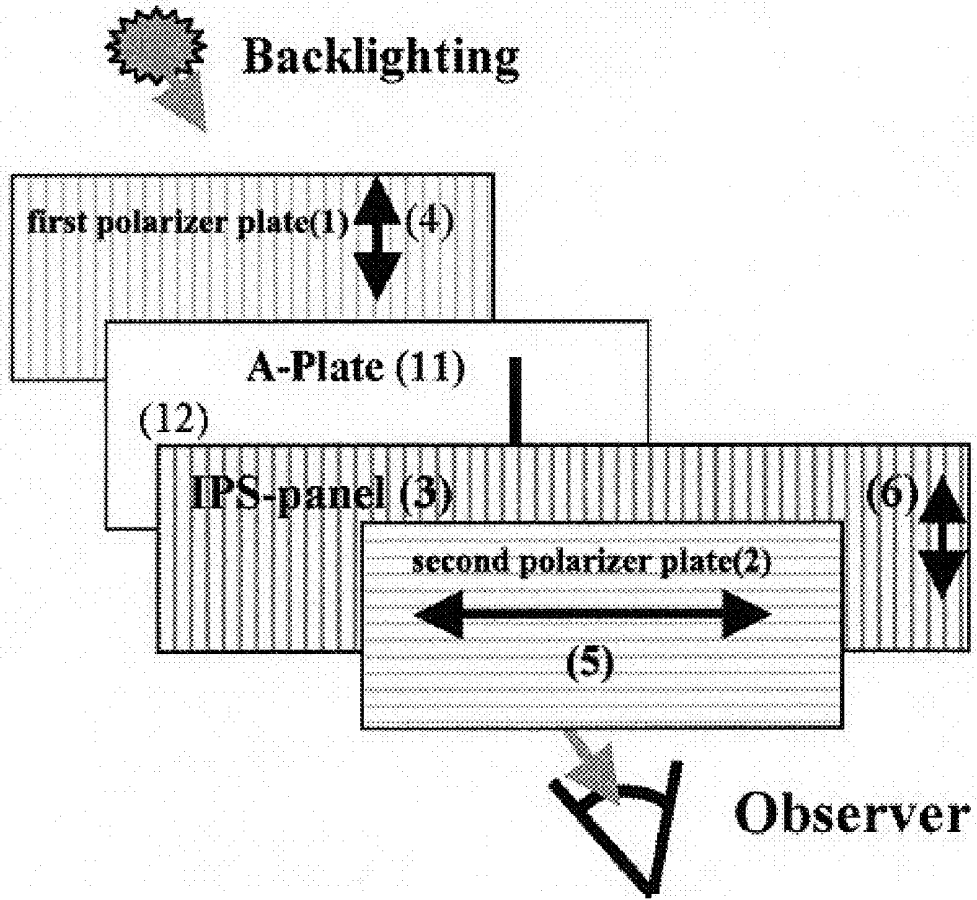 Backlighting
first polarizer plate(1) (4)
A-Plate (11)
(12)
IPS-panel (3) (6)
second polarizer plate(2)
(5)
Observer